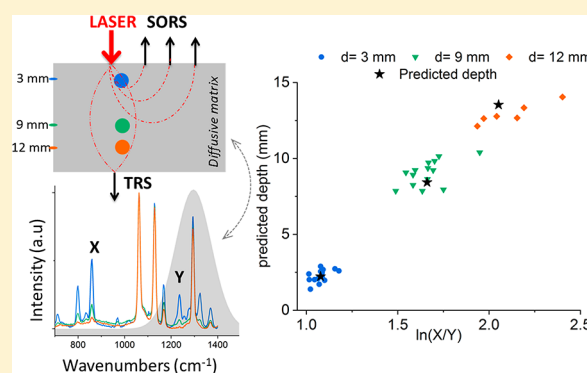 LASER SORS
3 mm
9 mm
12 mm
Diffusive matrix
TRS
X
Y
Intensity (a.u)
800 1000 1200 1400
Wavenumbers (cm-1)
d= 3 mm d= 9 mm d= 12 mm
Predicted depth
15
10
5
0
predicted depth (mm)
1.0 1.5 2.0 2.5
ln(X/Y)